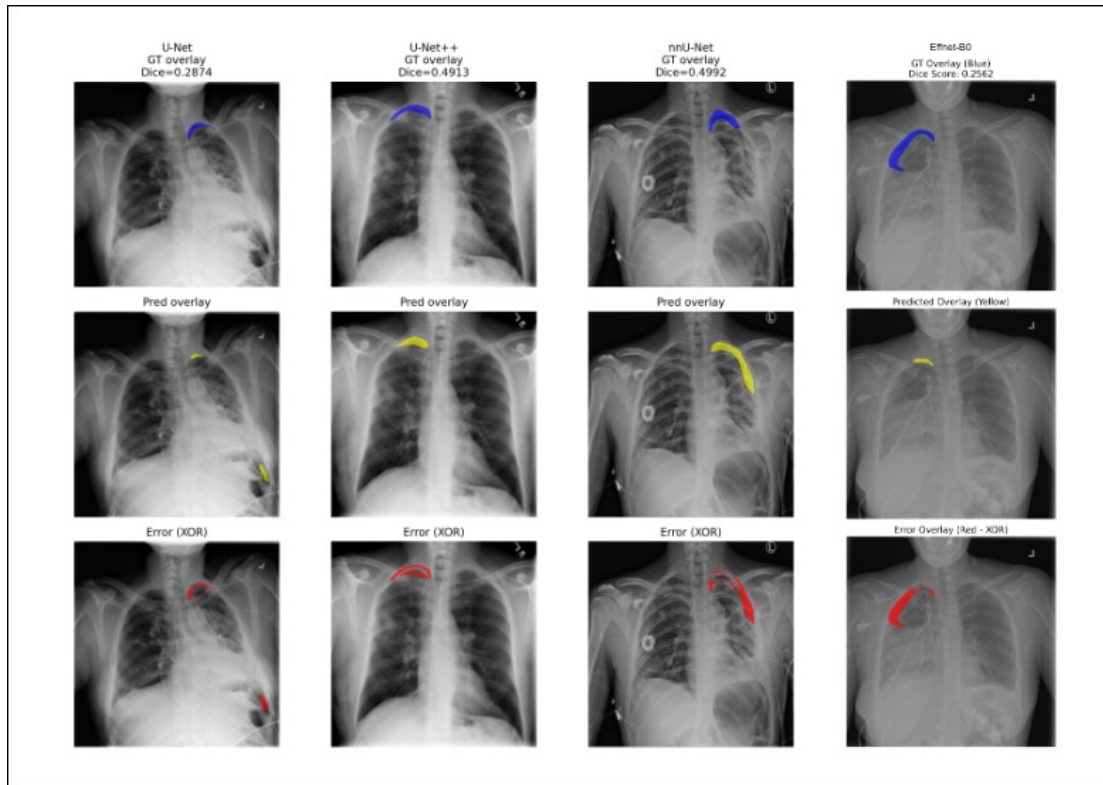 U-Net
GT overlay
Dice=0.2874
U-Net++
GT overlay
Dice=0.4913
nnU-Net
GT overlay
Dice=0.4992
Effnet-B0
GT Overlay (Blue)
Dice Score: 0.2562
Pred overlay
Pred overlay
Pred overlay
Predicted Overlay (Yellow)
Error (XOR)
Error (XOR)
Error (XOR)
Error Overlay (Red - XOR)
L
L
L